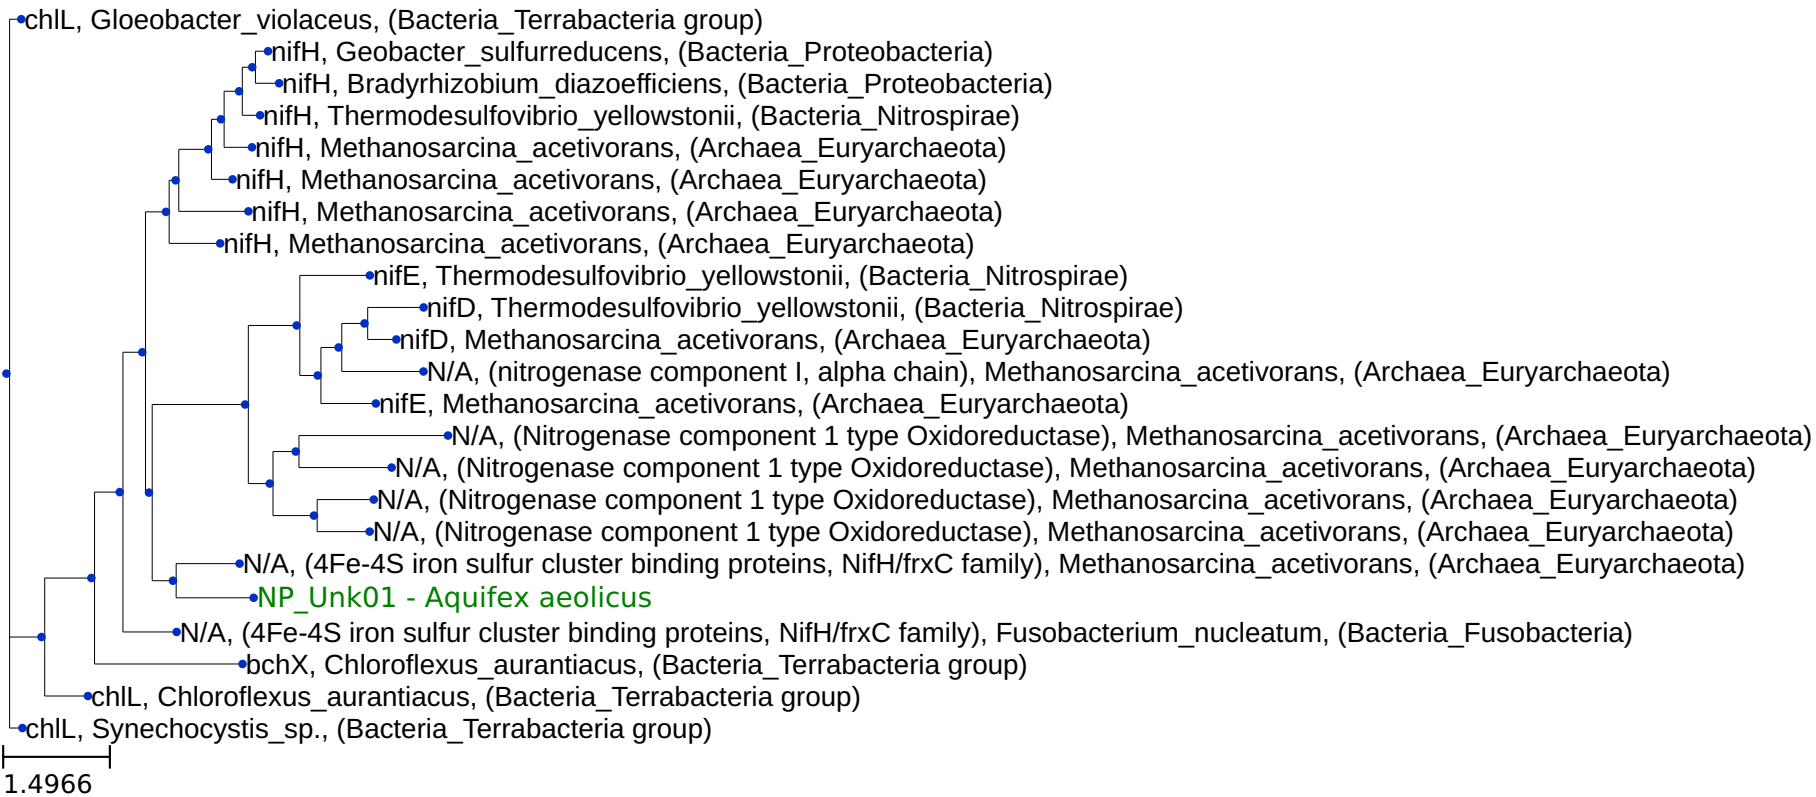 chlL, Gloeobacter_violaceus, (Bacteria_Terrabacteria group)
nifH, Geobacter_sulfurreducens, (Bacteria_Proteobacteria)
nifH, Bradyrhizobium_diazoefficiens, (Bacteria_Proteobacteria)
nifH, Thermodesulfovibrio_yellowstonii, (Bacteria_Nitrospirae)
nifH, Methanosarcina_acetivorans, (Archaea_Euryarchaeota)
nifH, Methanosarcina_acetivorans, (Archaea_Euryarchaeota)
nifH, Methanosarcina_acetivorans, (Archaea_Euryarchaeota)
nifH, Methanosarcina_acetivorans, (Archaea_Euryarchaeota)
nifE, Thermodesulfovibrio_yellowstonii, (Bacteria_Nitrospirae)
nifD, Thermodesulfovibrio_yellowstonii, (Bacteria_Nitrospirae)
nifD, Methanosarcina_acetivorans, (Archaea_Euryarchaeota)
N/A, (nitrogenase component I, alpha chain), Methanosarcina_acetivorans, (Archaea_Euryarchaeota)
nifE, Methanosarcina_acetivorans, (Archaea_Euryarchaeota)
N/A, (Nitrogenase component 1 type Oxidoreductase), Methanosarcina_acetivorans, (Archaea_Euryarchaeota)
N/A, (Nitrogenase component 1 type Oxidoreductase), Methanosarcina_acetivorans, (Archaea_Euryarchaeota)
N/A, (Nitrogenase component 1 type Oxidoreductase), Methanosarcina_acetivorans, (Archaea_Euryarchaeota)
N/A, (Nitrogenase component 1 type Oxidoreductase), Methanosarcina_acetivorans, (Archaea_Euryarchaeota)
N/A, (4Fe-4S iron sulfur cluster binding proteins, NifH/frxC family), Methanosarcina_acetivorans, (Archaea_Euryarchaeota)
NP_Unk01 - Aquifex aeolicus
N/A, (4Fe-4S iron sulfur cluster binding proteins, NifH/frxC family), Fusobacterium_nucleatum, (Bacteria_Fusobacteria)
bchX, Chloroflexus_aurantiacus, (Bacteria_Terrabacteria group)
chlL, Chloroflexus_aurantiacus, (Bacteria_Terrabacteria group)
chlL, Synechocystis_sp., (Bacteria_Terrabacteria group)
1.4966